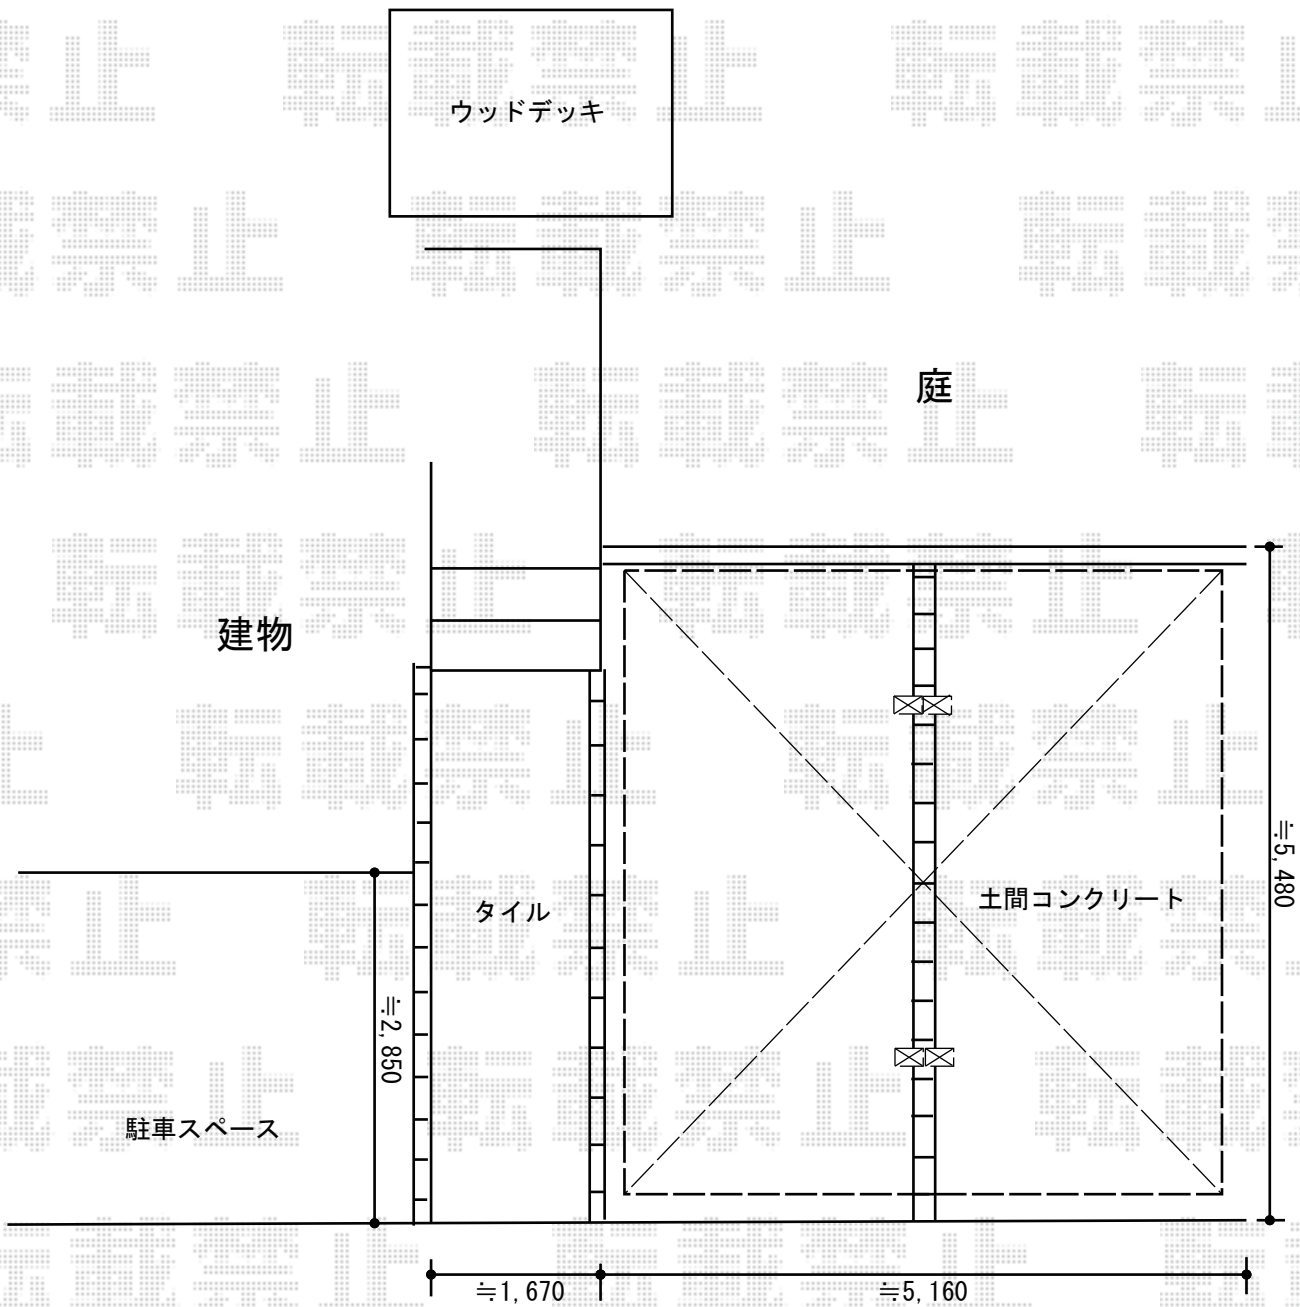 ウッドデッキ
庭
建物
≒5,480
土間コンクリート
タイル
≒2,850
駐車スペース
≒1,670
≒5,160
転載禁止